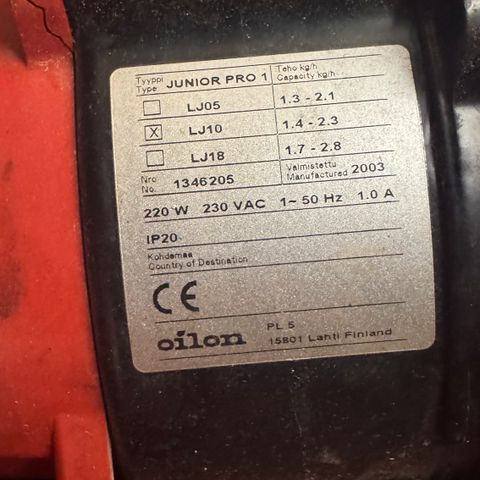 Tyyppi
Type JUNIOR PRO 1 Teho kg/h
Capacity kg/h
LJ05 1.3 - 2.1
X LJ10 1.4 - 2.3
LJ18 1.7 - 2.8
Nro
No. 1346205 Valmistettu
Manufactured 2003
220 W 230 VAC 1~ 50 Hz 1.0 A
IP20
Kohdemaa
Country of Destination
CE
oilon PL 5
15801 Lahti Finland